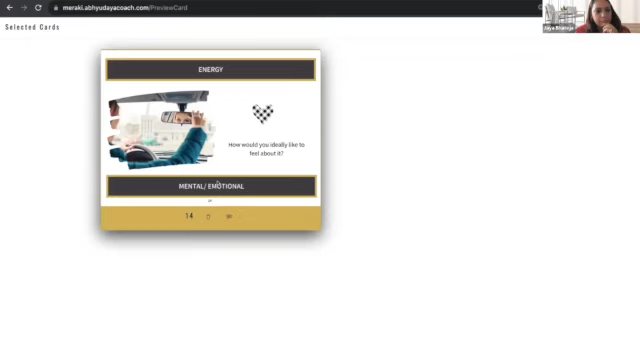 meraki.abhyudayacoach.com/PreviewCard
Selected Cards
ENERGY
How would you ideally like to
feel about it?
MENTAL/ EMOTIONAL
14